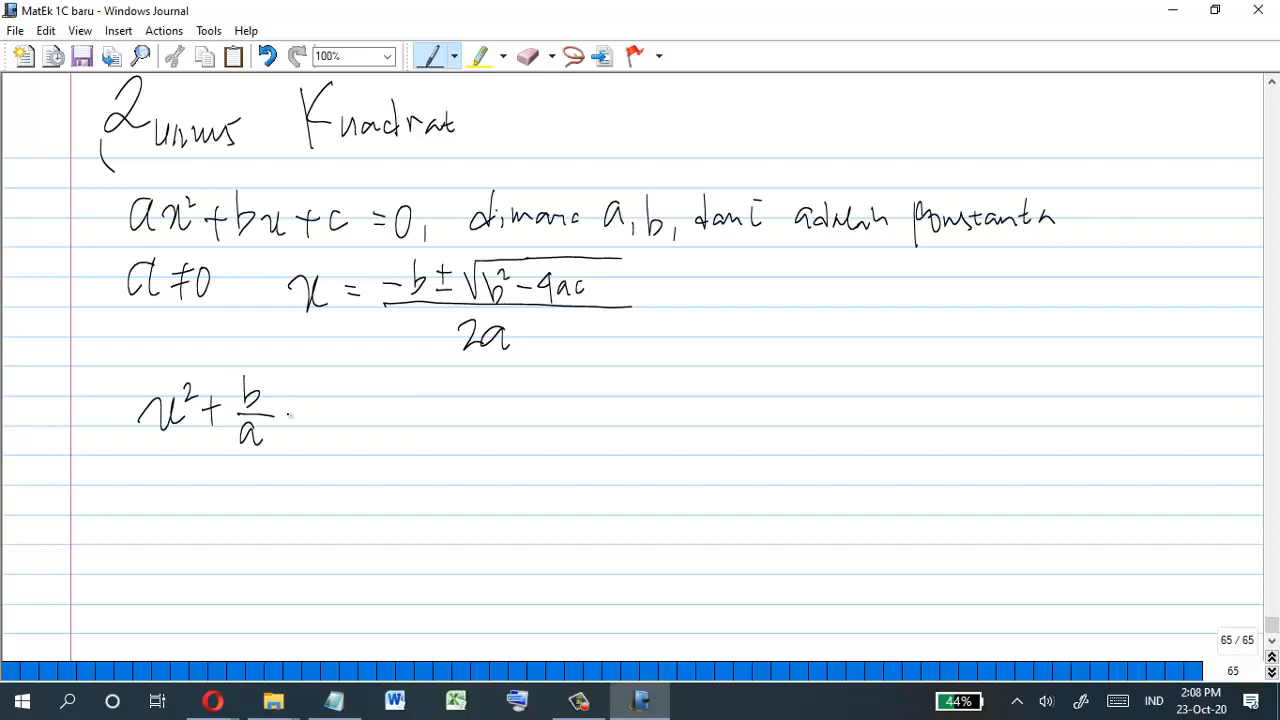 MatEk 1C baru - Windows Journal
File Edit View Insert Actions Tools Help
100%
Rumus Kuadrat
ax² + bx + c = 0, dimana a, b, dan c adalah konstanta
a ≠ 0 x = (-b ± √(b² - 4ac)) / 2a
x² + b/a
65 / 65
65
44% IND 2:08 PM
23-Oct-20